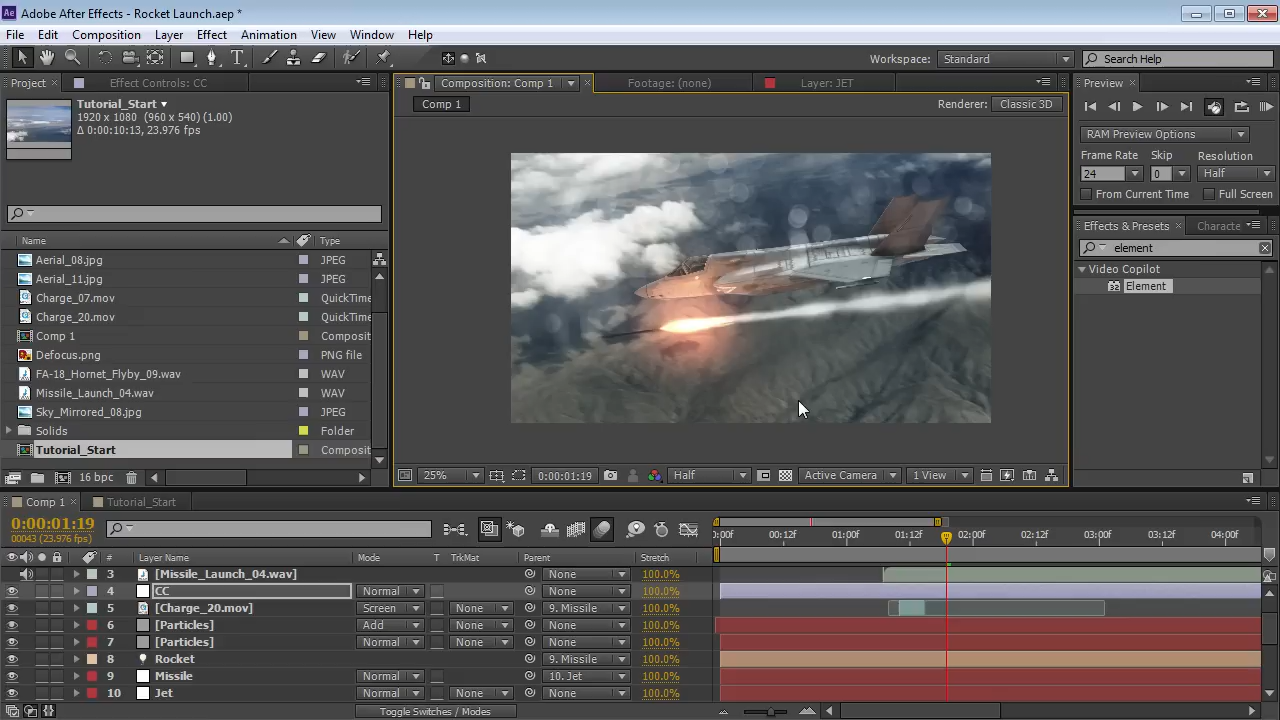 Adobe After Effects - Rocket Launch.aep *
File Edit Composition Layer Effect Animation View Window Help
Workspace: Standard Search Help
Project Effect Controls: CC Composition: Comp 1 Footage: (none) Layer: JET Preview
Tutorial_Start
1920 x 1080 (960 x 540) (1.00)
Δ 0:00:10:13, 23.976 fps
Comp 1 Renderer: Classic 3D
RAM Preview Options
Frame Rate Skip Resolution
24 0 Half
From Current Time Full Screen
Effects & Presets Characte
element
Video Copilot
32 Element
Name Type
Aerial_08.jpg JPEG
Aerial_11.jpg JPEG
Charge_07.mov QuickTime
Charge_20.mov QuickTime
Comp 1 Composit
Defocus.png PNG file
FA-18_Hornet_Flyby_09.wav WAV
Missile_Launch_04.wav WAV
Sky_Mirrored_08.jpg JPEG
Solids Folder
Tutorial_Start Composit
16 bpc
25% 0:00:01:19 Half Active Camera 1 View
Comp 1 Tutorial_Start
0:00:01:19
00043 (23.976 fps)
0:00f 00:12f 01:00f 01:12f 02:00f 02:12f 03:00f 03:12f 04:00f
# Layer Name Mode T TrkMat Parent Stretch
3 [Missile_Launch_04.wav] None 100.0%
4 CC Normal None 100.0%
5 [Charge_20.mov] Screen None 9. Missile 100.0%
6 [Particles] Add None None 100.0%
7 [Particles] Normal None None 100.0%
8 Rocket 9. Missile 100.0%
9 Missile Normal 10. Jet 100.0%
10 Jet Normal None None 100.0%
Toggle Switches / Modes